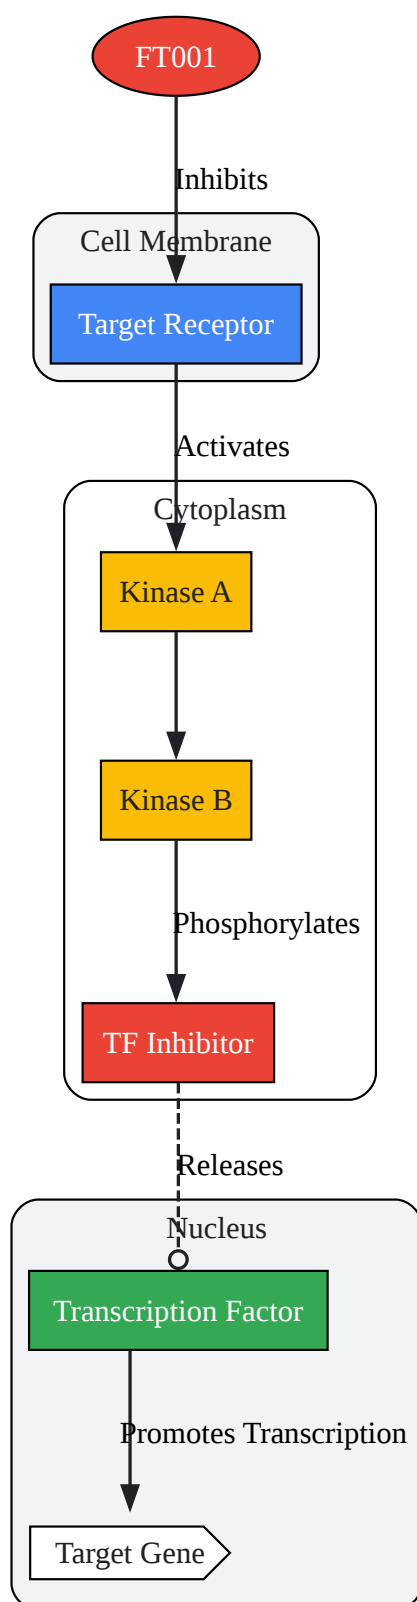 FT001
Inhibits
Cell Membrane
Target Receptor
Activates
Cytoplasm
Kinase A
Kinase B
Phosphorylates
TF Inhibitor
Releases
Nucleus
Transcription Factor
Promotes Transcription
Target Gene